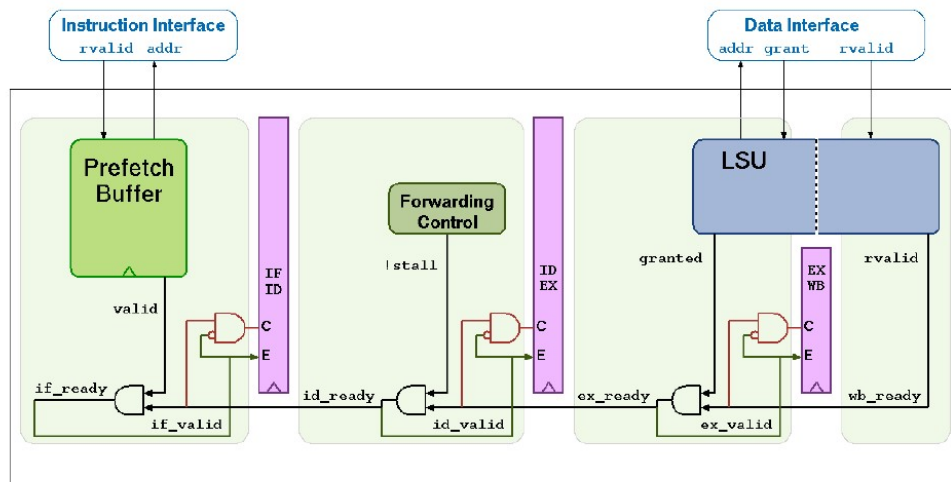 Instruction Interface
rvalid addr
Data Interface
addr grant rvalid
Prefetch
Buffer
LSU
Forwarding
Control
IF
ID
!stall
ID
EX
granted
EX
WB
rvalid
valid
C
C
C
E
E
E
if_ready
id_ready
ex_ready
wb_ready
if_valid
id_valid
ex_valid